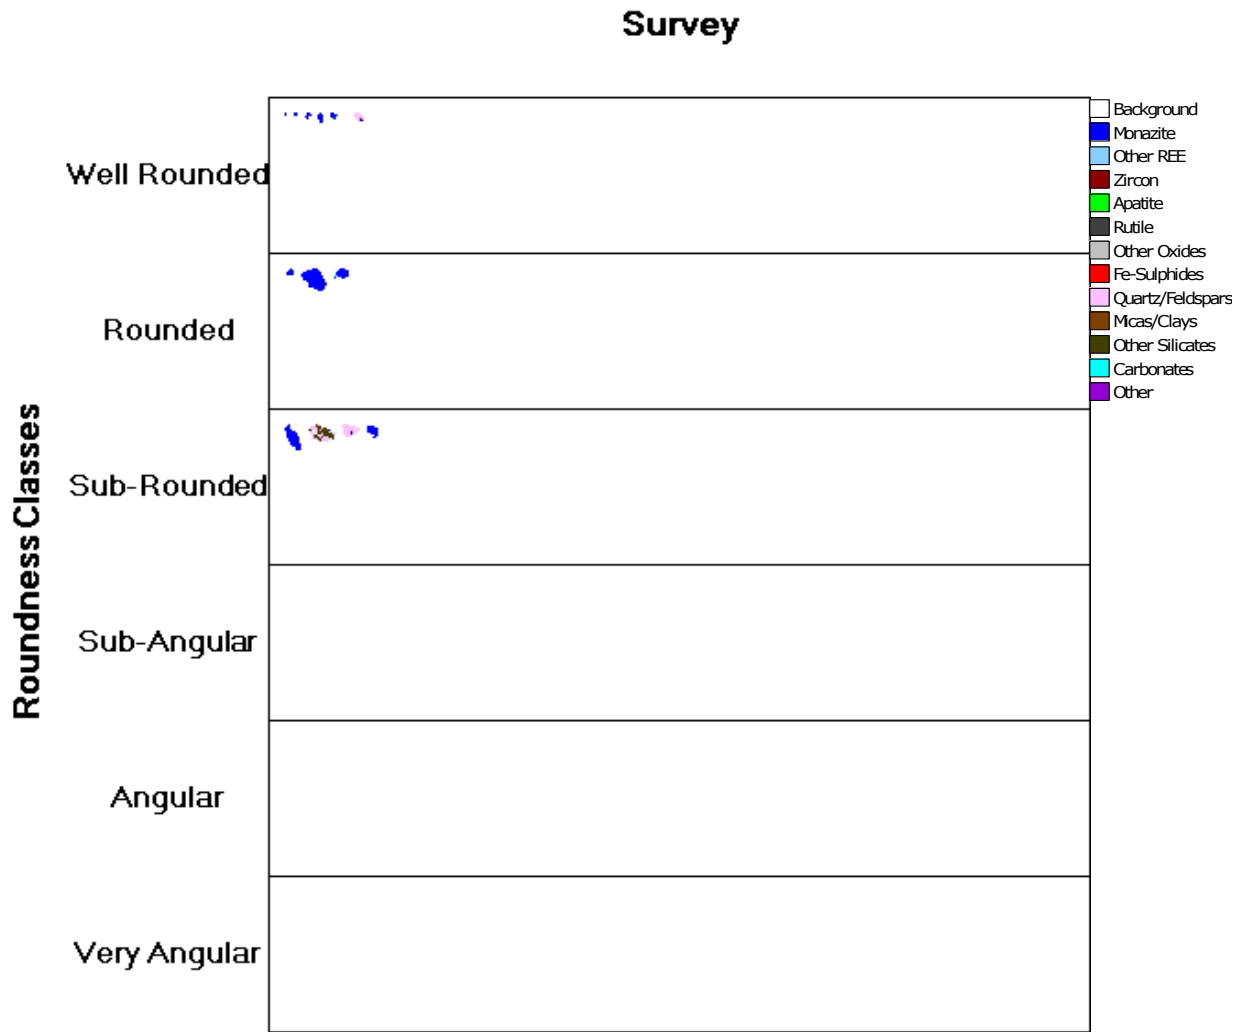 Survey
Roundness Classes
Well Rounded
Rounded
Sub-Rounded
Sub-Angular
Angular
Very Angular
Background
Monazite
Other REE
Zircon
Apatite
Rutile
Other Oxides
Fe-Sulphides
Quartz/Feldspars
Micas/Clays
Other Silicates
Carbonates
Other